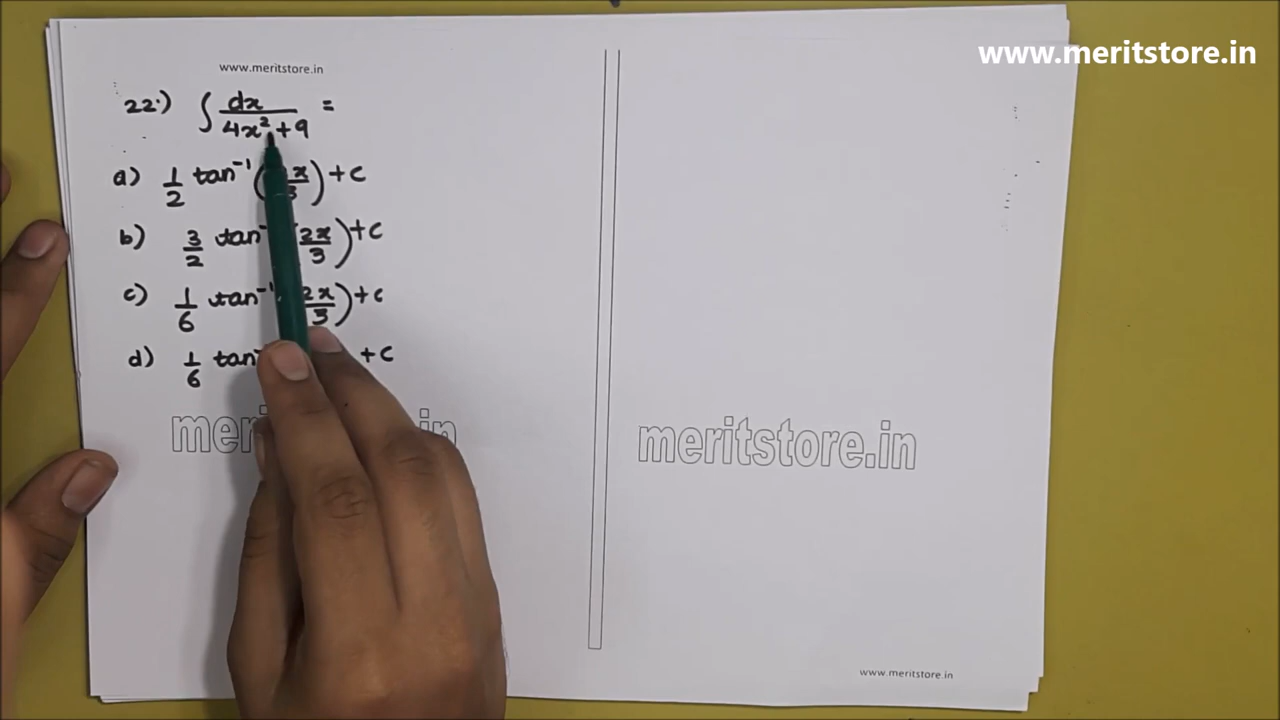 www.meritstore.in
www.meritstore.in
22.) ∫ dx / 4x² + 9 =
a) 1/2 tan⁻¹ ( x/3 ) + c
b) 3/2 tan 2x/3 ) + c
c) 1/6 tan⁻¹ 2x/3 ) + c
d) 1/6 tan + c
meritstore.in
www.meritstore.in